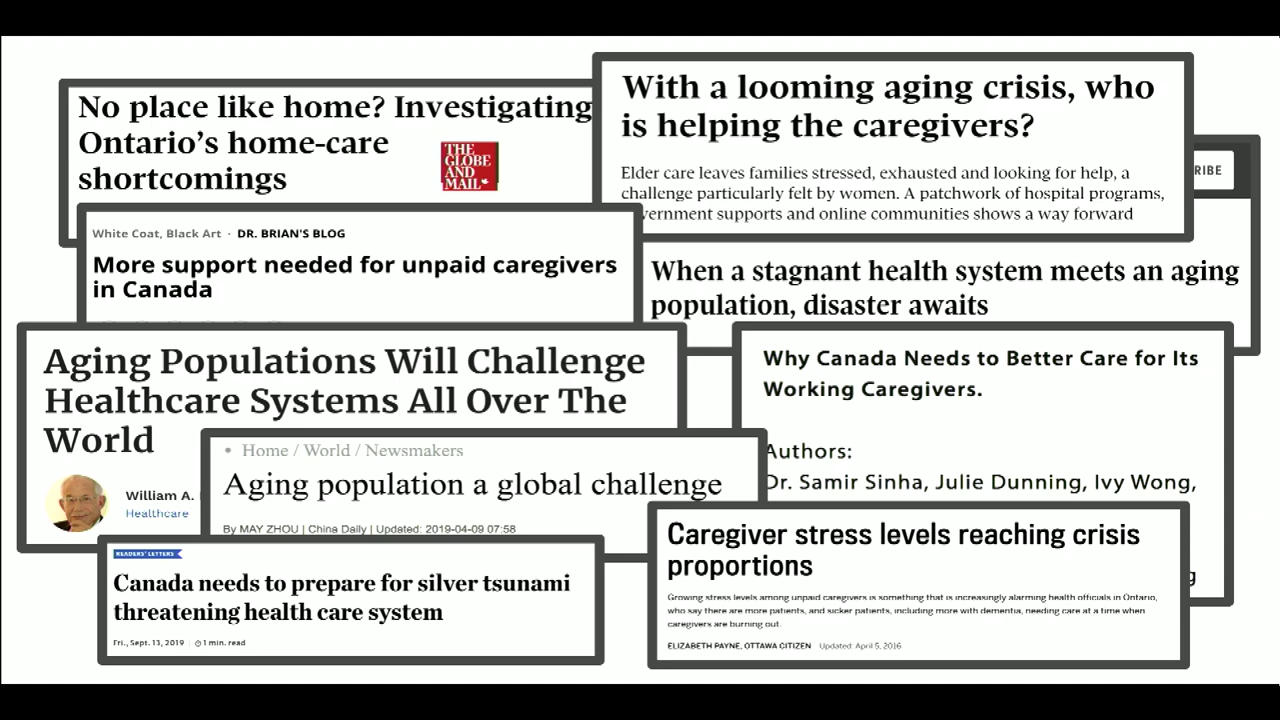 No place like home? Investigating
Ontario’s home-care
shortcomings
THE
GLOBE
AND
MAIL
With a looming aging crisis, who
is helping the caregivers?
Elder care leaves families stressed, exhausted and looking for help, a
challenge particularly felt by women. A patchwork of hospital programs,
vernment supports and online communities shows a way forward
RIBE
White Coat, Black Art · DR. BRIAN'S BLOG
More support needed for unpaid caregivers
in Canada
When a stagnant health system meets an aging
population, disaster awaits
Aging Populations Will Challenge
Healthcare Systems All Over The
World
William A.
Healthcare
Why Canada Needs to Better Care for Its
Working Caregivers.
Authors:
Dr. Samir Sinha, Julie Dunning, Ivy Wong,
g
• Home / World / Newsmakers
Aging population a global challenge
By MAY ZHOU | China Daily | Updated: 2019-04-09 07:58
READERS' LETTERS
Canada needs to prepare for silver tsunami
threatening health care system
Fri., Sept. 13, 2019 | 1 min. read
Caregiver stress levels reaching crisis
proportions
Growing stress levels among unpaid caregivers is something that is increasingly alarming health officials in Ontario,
who say there are more patients, and sicker patients, including more with dementia, needing care at a time when
caregivers are burning out.
ELIZABETH PAYNE, OTTAWA CITIZEN Updated: April 5, 2016